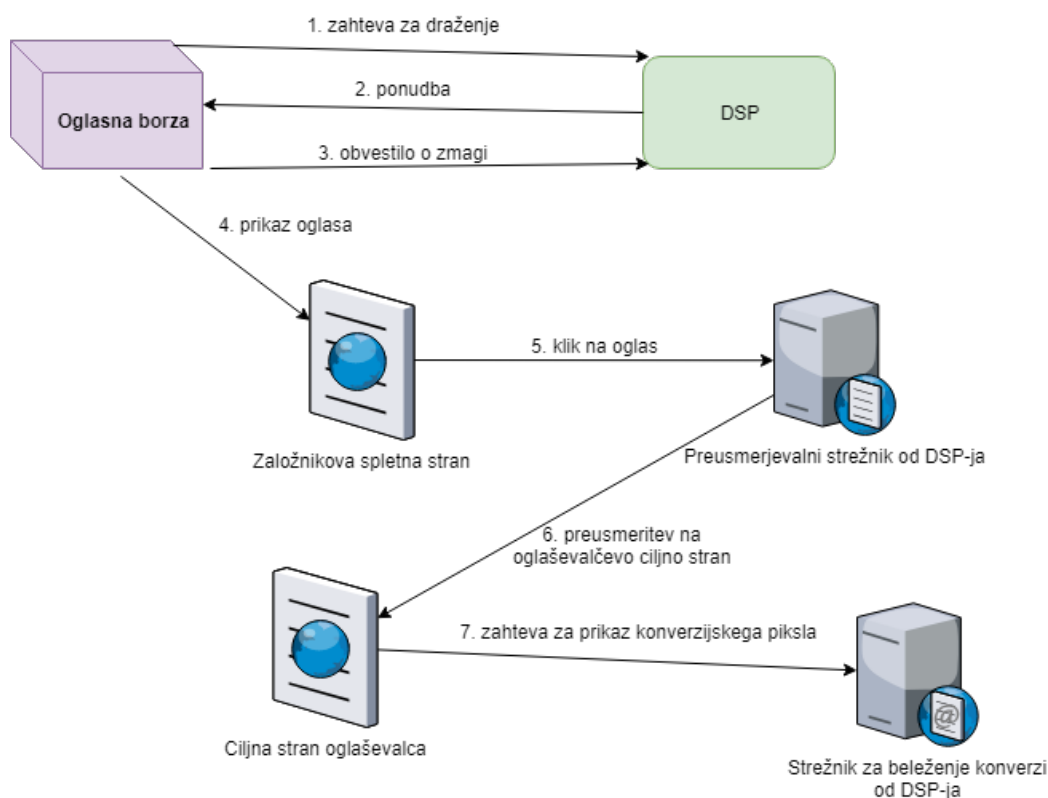 1. zahteva za draženje
2. ponudba
DSP
Oglasna borza
3. obvestilo o zmagi
4. prikaz oglasa
5. klik na oglas
Založnikova spletna stran
Preusmerjevalni strežnik od DSP-ja
6. preusmeritev na
oglaševalčevo ciljno stran
7. zahteva za prikaz konverzijskega piksla
Ciljna stran oglaševalca
Strežnik za beleženje konverzi
od DSP-ja